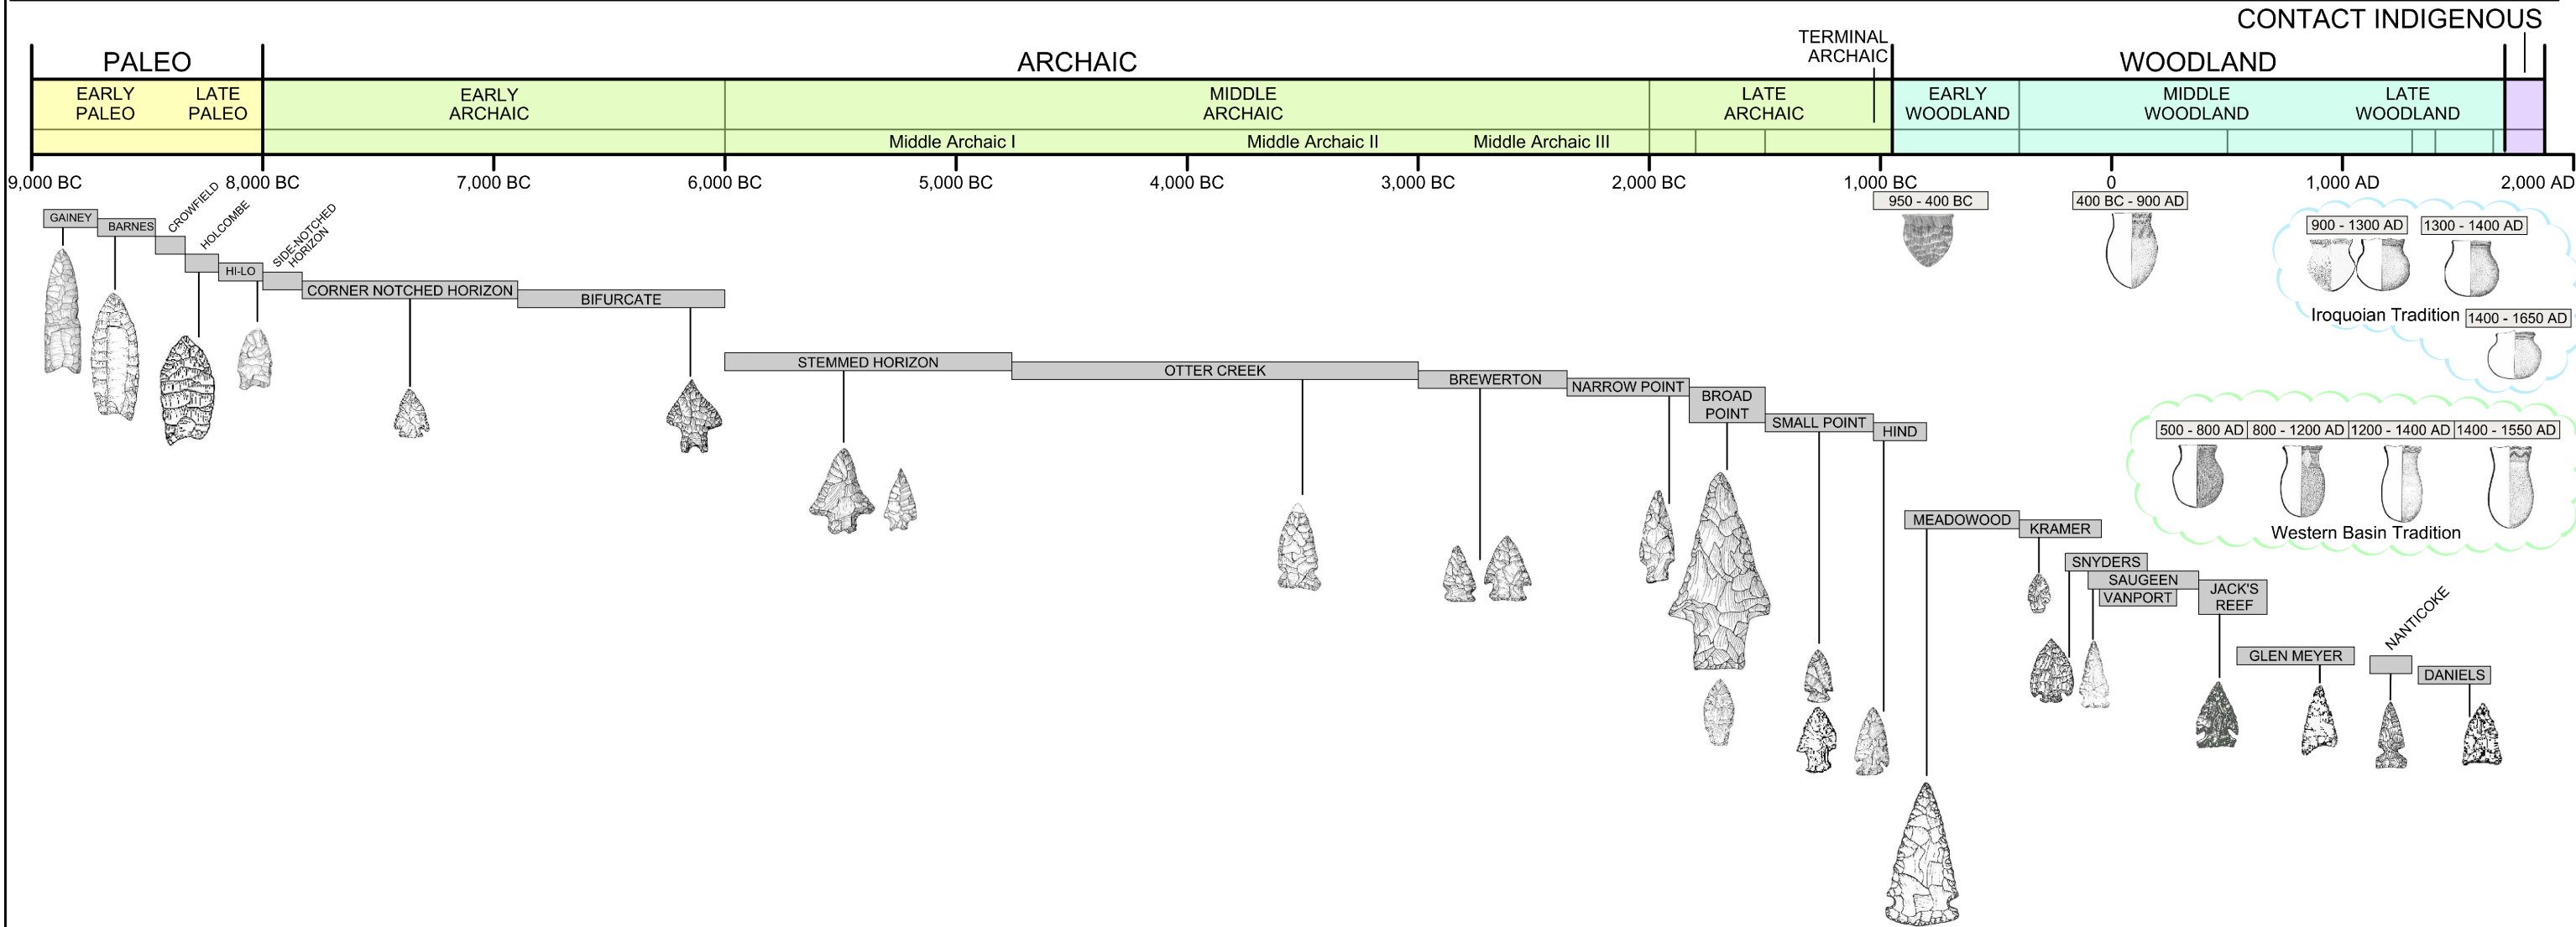 CONTACT INDIGENOUS
PALEO
ARCHAIC
TERMINAL
ARCHAIC
WOODLAND
EARLY
PALEO
LATE
PALEO
EARLY
ARCHAIC
MIDDLE
ARCHAIC
LATE
ARCHAIC
EARLY
WOODLAND
MIDDLE
WOODLAND
LATE
WOODLAND
Middle Archaic I
Middle Archaic II
Middle Archaic III
9,000 BC
8,000 BC
7,000 BC
6,000 BC
5,000 BC
4,000 BC
3,000 BC
2,000 BC
1,000 BC
0
1,000 AD
2,000 AD
GAINEY
BARNES
CROWFIELD
HOLCOMBE
HI-LO
SIDE-NOTCHED
HORIZON
CORNER NOTCHED HORIZON
BIFURCATE
STEMMED HORIZON
OTTER CREEK
BREWERTON
NARROW POINT
BROAD
POINT
SMALL POINT
HIND
950 - 400 BC
400 BC - 900 AD
900 - 1300 AD
1300 - 1400 AD
Iroquoian Tradition
1400 - 1650 AD
500 - 800 AD
800 - 1200 AD
1200 - 1400 AD
1400 - 1550 AD
Western Basin Tradition
MEADOWOOD
KRAMER
SNYDERS
SAUGEEN
VANPORT
JACK'S
REEF
GLEN MEYER
NANTICOKE
DANIELS